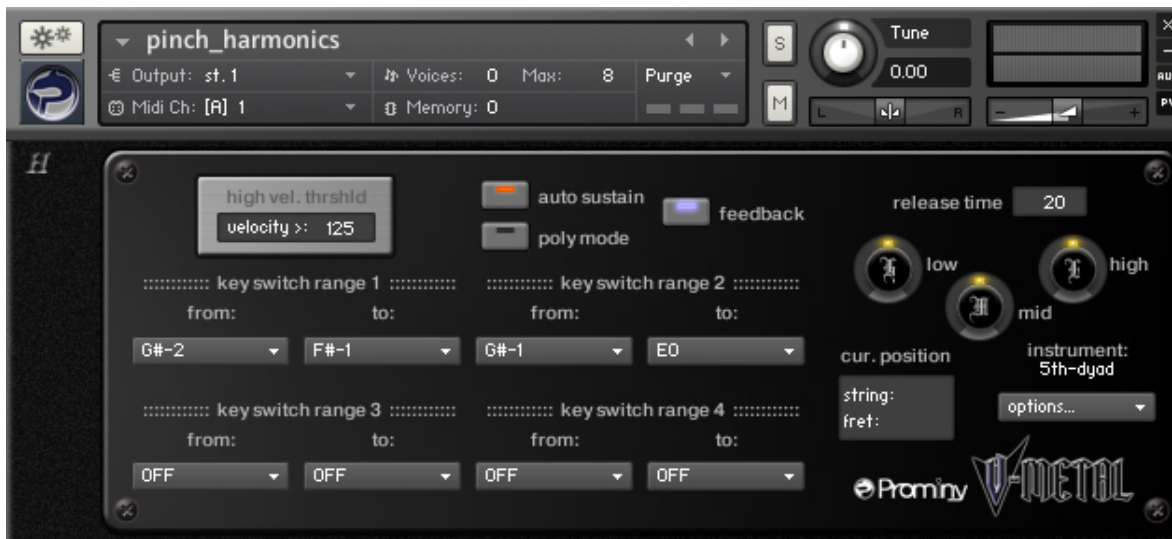 pinch_harmonics
Output: st. 1 Voices: 0 Max: 8 Purge
Midi Ch: [A] 1 Memory: 0
S
M
Tune
0.00
L R
- +
high vel. thrshld
velocity >: 125
auto sustain
poly mode
feedback
release time 20
low
mid
high
key switch range 1
from: to:
G#-2 F#-1
key switch range 2
from: to:
G#-1 E0
key switch range 3
from: to:
OFF OFF
key switch range 4
from: to:
OFF OFF
cur. position
string:
fret:
instrument:
5th-dyad
options...
Prominy
V-METAL